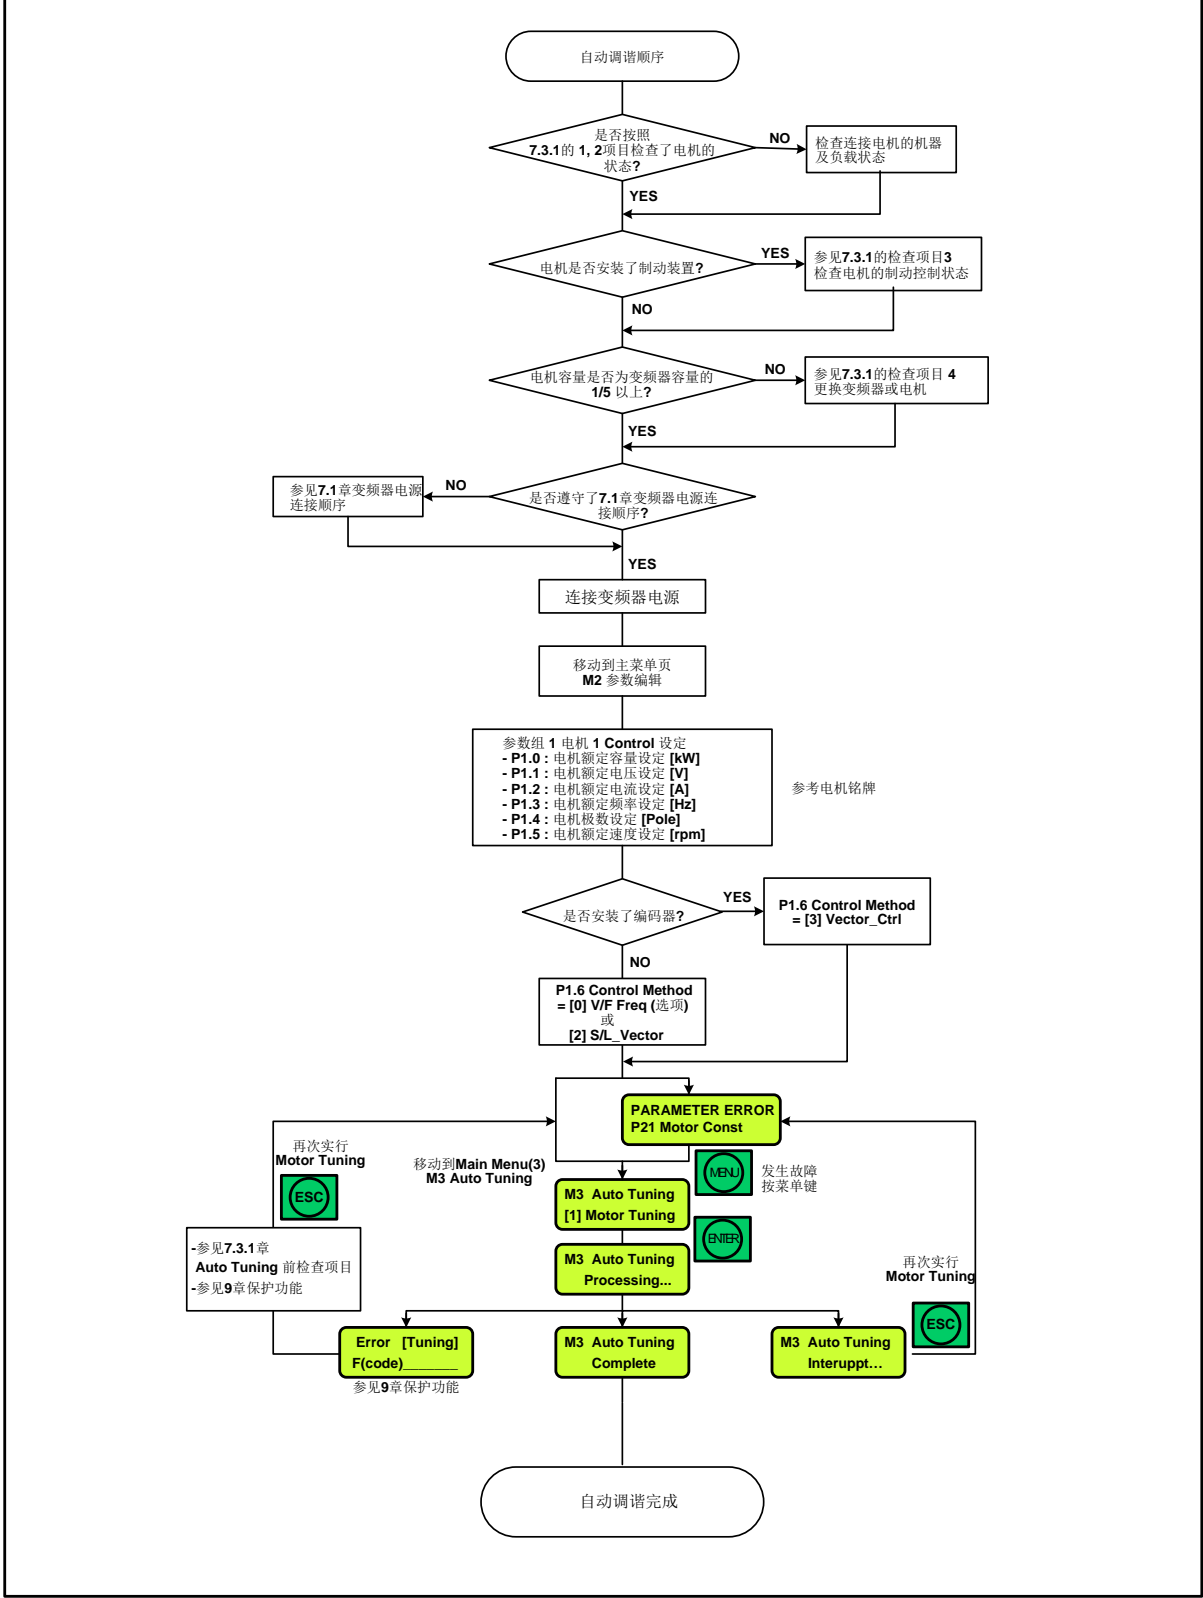 自动调谐顺序
是否按照
7.3.1的 1, 2项目检查了电机的
状态?
NO
检查连接电机的机器
及负载状态
YES
电机是否安装了制动装置?
YES
参见7.3.1的检查项目3
检查电机的制动控制状态
NO
电机容量是否为变频器容量的
1/5 以上?
NO
参见7.3.1的检查项目 4
更换变频器或电机
YES
参见7.1章变频器电源
连接顺序
NO
是否遵守了7.1章变频器电源连
接顺序?
YES
连接变频器电源
移动到主菜单页
M2 参数编辑
参数组 1 电机 1 Control 设定
- P1.0 : 电机额定容量设定 [kW]
- P1.1 : 电机额定电压设定 [V]
- P1.2 : 电机额定电流设定 [A]
- P1.3 : 电机额定频率设定 [Hz]
- P1.4 : 电机极数设定 [Pole]
- P1.5 : 电机额定速度设定 [rpm]
参考电机铭牌
是否安装了编码器?
YES
P1.6 Control Method
= [3] Vector_Ctrl
NO
P1.6 Control Method
= [0] V/F Freq (选项)
或
[2] S/L_Vector
PARAMETER ERROR
P21 Motor Const
再次实行
Motor Tuning
ESC
移动到Main Menu(3)
M3 Auto Tuning
MENU
发生故障
按菜单键
M3 Auto Tuning
[1] Motor Tuning
ENTER
-参见7.3.1章
Auto Tuning 前检查项目
-参见9章保护功能
M3 Auto Tuning
Processing...
再次实行
Motor Tuning
ESC
Error [Tuning]
F(code)_______
参见9章保护功能
M3 Auto Tuning
Complete
M3 Auto Tuning
Interuppt...
自动调谐完成